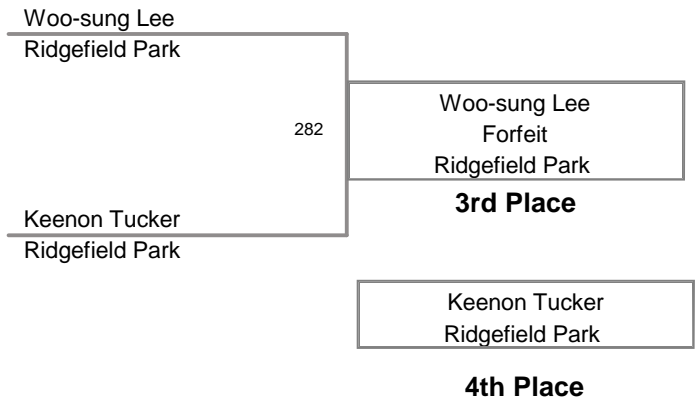 Woo-sung Lee
Ridgefield Park
282
Woo-sung Lee
Forfeit
Ridgefield Park
3rd Place
Keenon Tucker
Ridgefield Park
Keenon Tucker
Ridgefield Park
4th Place